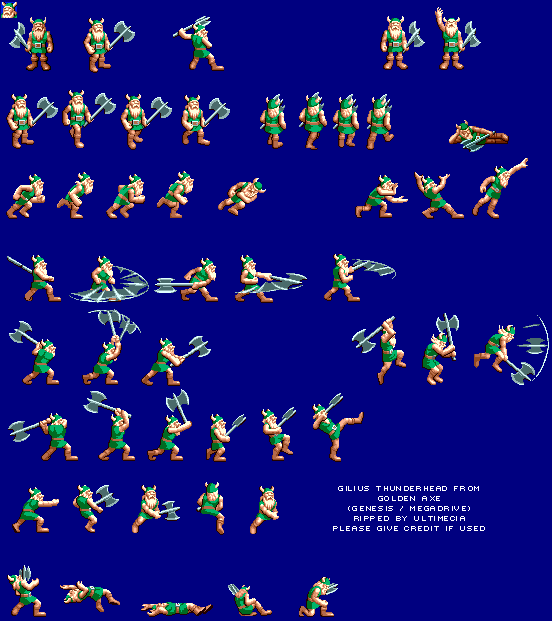 GILIUS THUNDERHEAD FROM
GOLDEN AXE
(GENESIS / MEGADRIVE)
RIPPED BY ULTIMECIA
PLEASE GIVE CREDIT IF USED